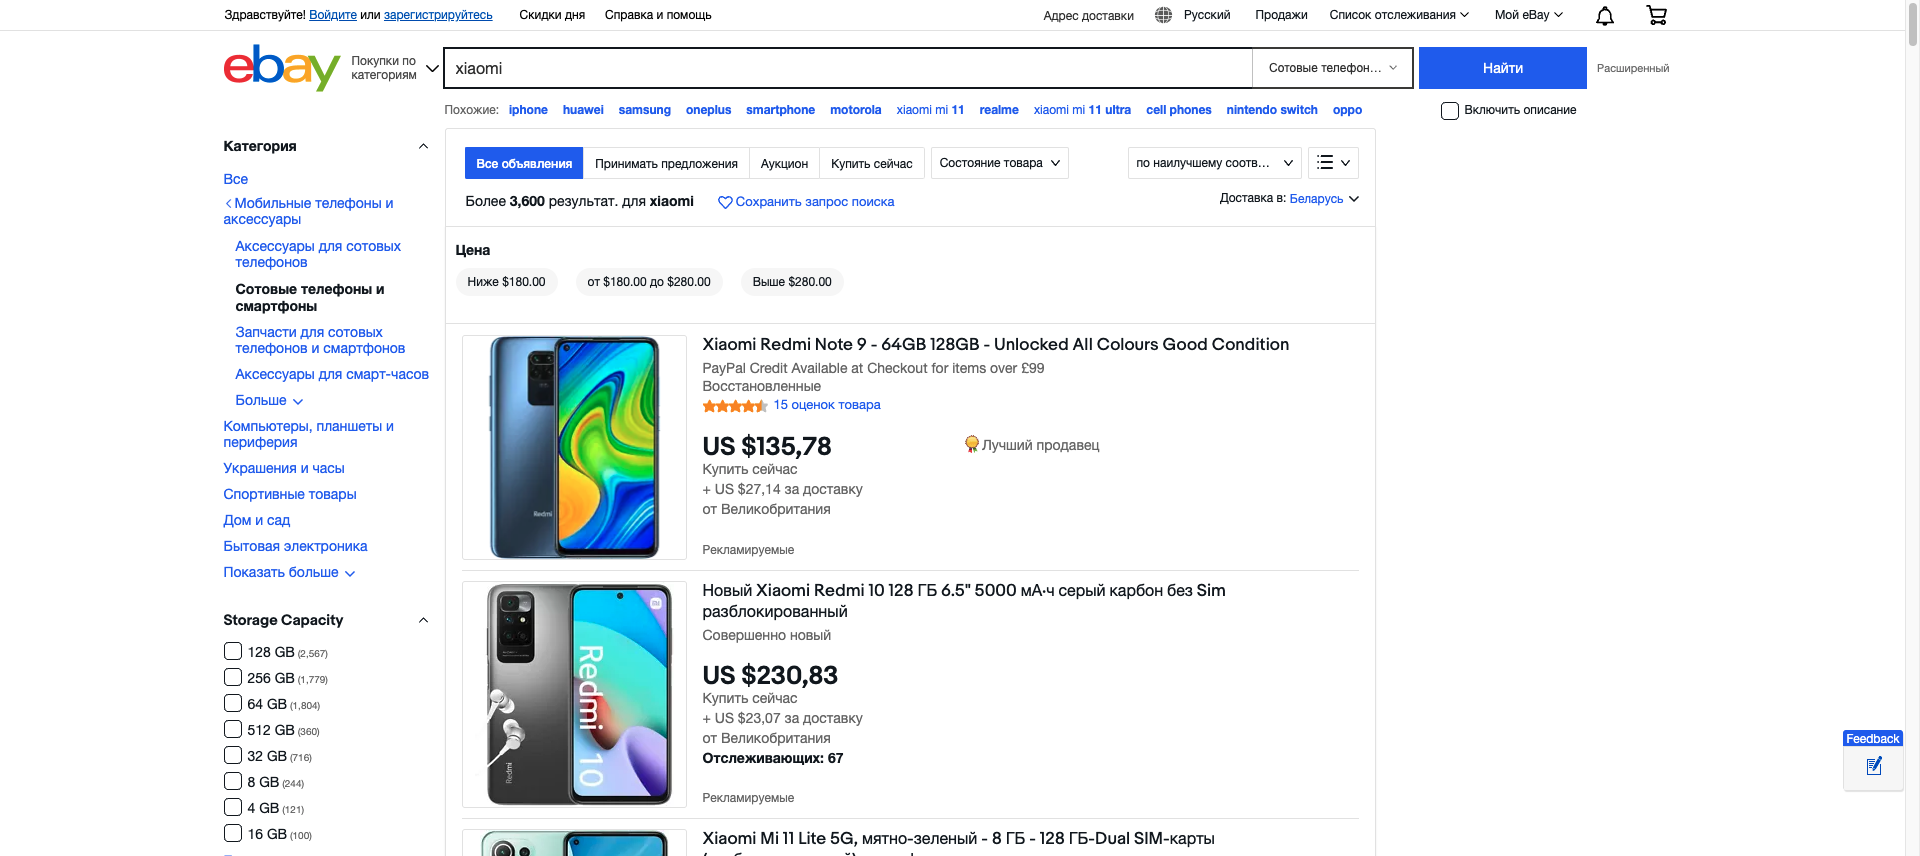 Здравствуйте! Войдите или зарегистрируйтесь
Скидки дня
Справка и помощь
Адрес доставки
Русский
Продажи
Список отслеживания
Мой eBay
ebay
Покупки по
категориям
xiaomi
Сотовые телефон...
Найти
Расширенный
Похожие: iphone huawei samsung oneplus smartphone motorola xiaomi mi 11 realme xiaomi mi 11 ultra cell phones nintendo switch oppo
Включить описание
Категория
Все
Мобильные телефоны и
аксессуары
Аксессуары для сотовых
телефонов
Сотовые телефоны и
смартфоны
Запчасти для сотовых
телефонов и смартфонов
Аксессуары для смарт-часов
Больше
Компьютеры, планшеты и
периферия
Украшения и часы
Спортивные товары
Дом и сад
Бытовая электроника
Показать больше
Storage Capacity
128 GB (2,567)
256 GB (1,779)
64 GB (1,804)
512 GB (360)
32 GB (716)
8 GB (244)
4 GB (121)
16 GB (100)
Все объявления
Принимать предложения
Аукцион
Купить сейчас
Состояние товара
по наилучшему соотв...
Более 3,600 результат. для xiaomi
Сохранить запрос поиска
Доставка в: Беларусь
Цена
Ниже $180.00
от $180.00 до $280.00
Выше $280.00
Redmi
Xiaomi Redmi Note 9 - 64GB 128GB - Unlocked All Colours Good Condition
PayPal Credit Available at Checkout for items over £99
Восстановленные
15 оценок товара
US $135,78
Лучший продавец
Купить сейчас
+ US $27,14 за доставку
от Великобритания
Рекламируемые
Redmi
Redmi 10
Новый Xiaomi Redmi 10 128 ГБ 6.5" 5000 мА·ч серый карбон без Sim
разблокированный
Совершенно новый
US $230,83
Купить сейчас
+ US $23,07 за доставку
от Великобритания
Отслеживающих: 67
Рекламируемые
Xiaomi Mi 11 Lite 5G, мятно-зеленый - 8 ГБ - 128 ГБ-Dual SIM-карты
Feedback